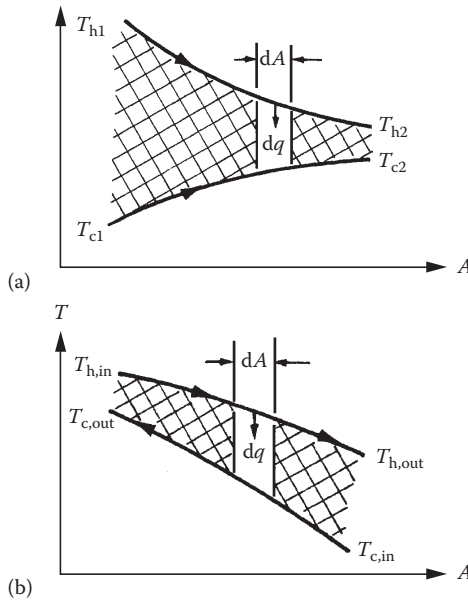 T_h1
dA
T_h2
dq
T_c2
T_c1
(a)
A
T
T_h,in
dA
T_c,out
dq
T_h,out
T_c,in
(b)
A